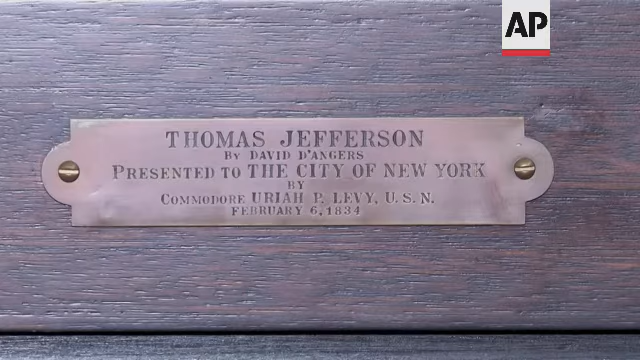 AP
THOMAS JEFFERSON
BY DAVID D'ANGERS
PRESENTED TO THE CITY OF NEW YORK
BY
COMMODORE URIAH P. LEVY, U. S. N.
FEBRUARY 6, 1834